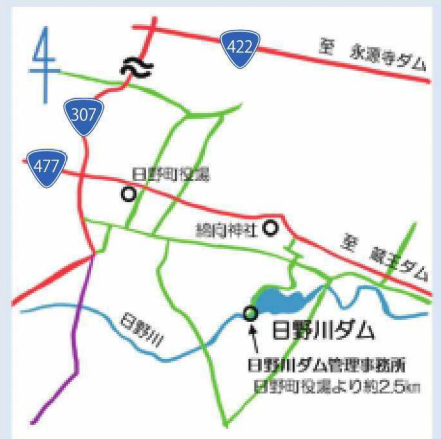 422
至 永源寺ダム
307
477
日野町役場
綿向神社
至 蔵王ダム
日野川
日野川ダム
日野川ダム管理事務所
日野町役場より約2.5km